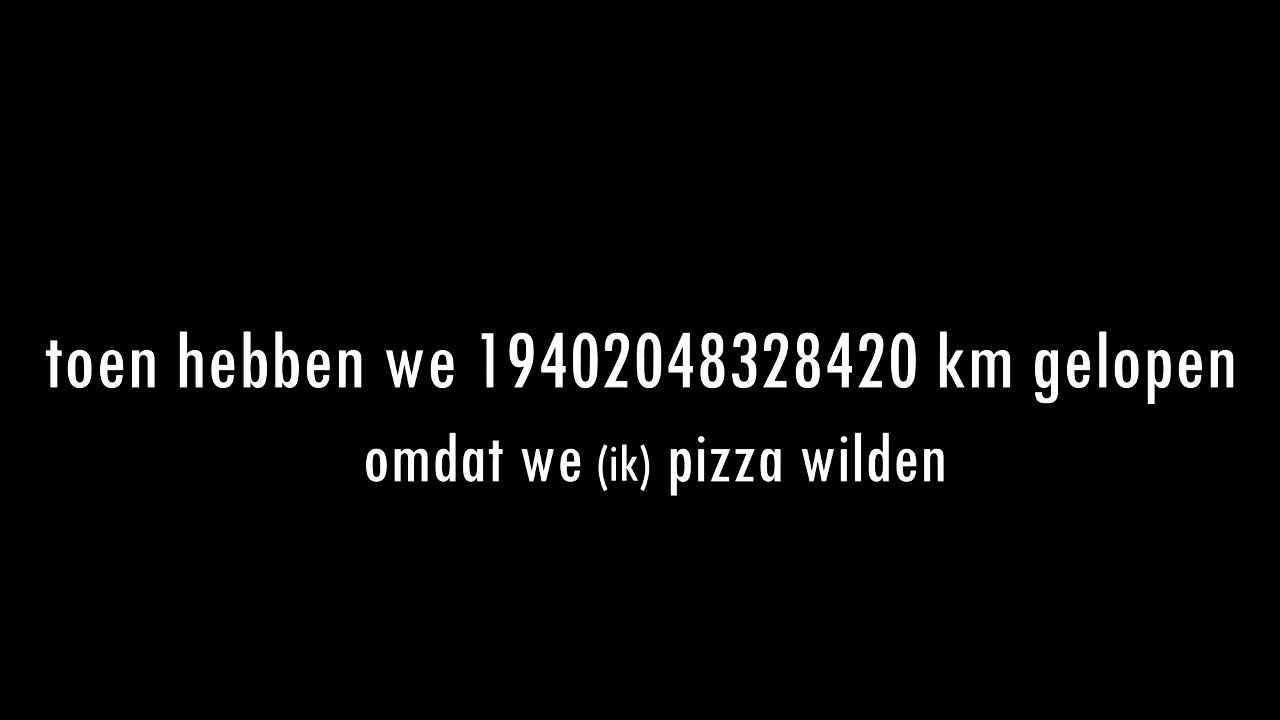 toen hebben we 19402048328420 km gelopen
omdat we (ik) pizza wilden